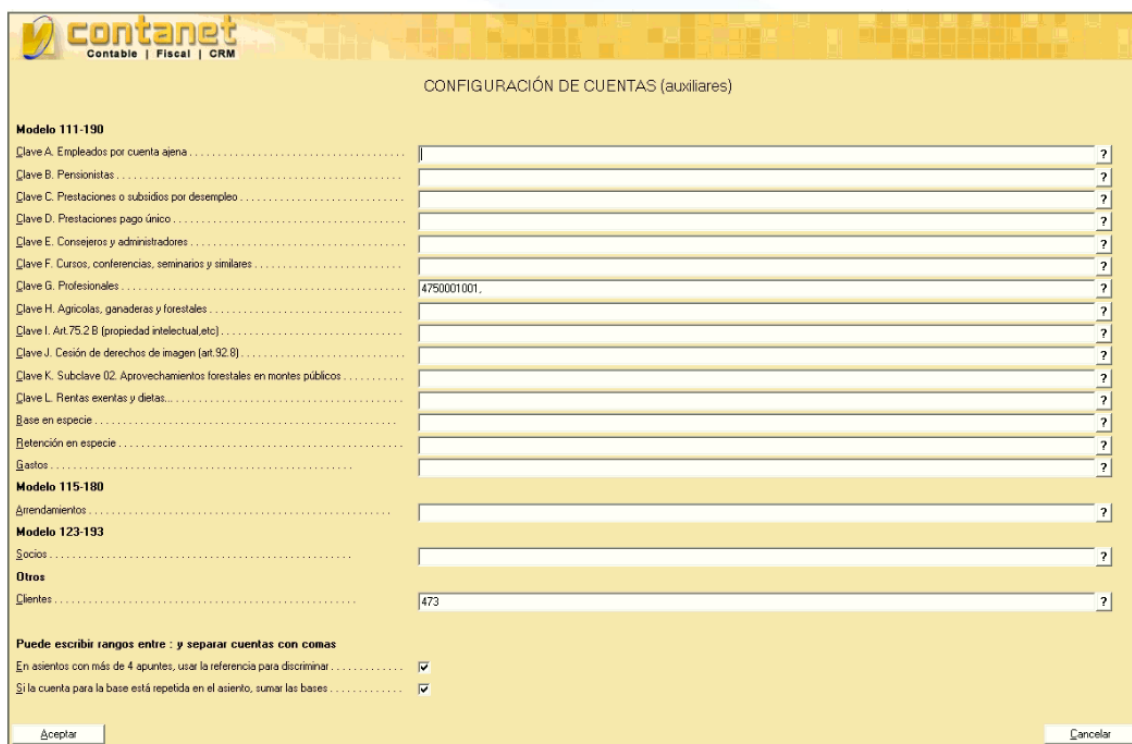 contanet
Contable | Fiscal | CRM
CONFIGURACIÓN DE CUENTAS (auxiliares)
Modelo 111-190
Clave A. Empleados por cuenta ajena . . . . . . . . . . . . . . . . . . . . . . . . . . . . . . . . . . . . . . ?
Clave B. Pensionistas . . . . . . . . . . . . . . . . . . . . . . . . . . . . . . . . . . . . . . . . . . . . . . . . . . ?
Clave C. Prestaciones o subsidios por desempleo . . . . . . . . . . . . . . . . . . . . . . . . . . . . . ?
Clave D. Prestaciones pago único . . . . . . . . . . . . . . . . . . . . . . . . . . . . . . . . . . . . . . . . . ?
Clave E. Consejeros y administradores . . . . . . . . . . . . . . . . . . . . . . . . . . . . . . . . . . . . . . ?
Clave F. Cursos, conferencias, seminarios y similares . . . . . . . . . . . . . . . . . . . . . . . . . . ?
Clave G. Profesionales . . . . . . . . . . . . . . . . . . . . . . . . . . . . . . . . . . . . . . . . . . . . . . . . . . 4750001001, ?
Clave H. Agricolas, ganaderas y forestales . . . . . . . . . . . . . . . . . . . . . . . . . . . . . . . . . . ?
Clave I. Art.75.2 B (propiedad intelectual,etc) . . . . . . . . . . . . . . . . . . . . . . . . . . . . . . . . ?
Clave J. Cesión de derechos de imagen (art.92.8) . . . . . . . . . . . . . . . . . . . . . . . . . . . . . ?
Clave K. Subclave 02. Aprovechamientos forestales en montes públicos . . . . . . . . . . . ?
Clave L. Rentas exentas y dietas... . . . . . . . . . . . . . . . . . . . . . . . . . . . . . . . . . . . . . . . . ?
Base en especie . . . . . . . . . . . . . . . . . . . . . . . . . . . . . . . . . . . . . . . . . . . . . . . . . . . . . ?
Retención en especie . . . . . . . . . . . . . . . . . . . . . . . . . . . . . . . . . . . . . . . . . . . . . . . . . . ?
Gastos . . . . . . . . . . . . . . . . . . . . . . . . . . . . . . . . . . . . . . . . . . . . . . . . . . . . . ?
Modelo 115-180
Arrendamientos . . . . . . . . . . . . . . . . . . . . . . . . . . . . . . . . . . . . . . . . . . . . . . . . . . . . . ?
Modelo 123-193
Socios . . . . . . . . . . . . . . . . . . . . . . . . . . . . . . . . . . . . . . . . . . . . . . . . . . . . . ?
Otros
Clientes . . . . . . . . . . . . . . . . . . . . . . . . . . . . . . . . . . . . . . . . . . . . . . . . . . . . . 473 ?
Puede escribir rangos entre : y separar cuentas con comas
En asientos con más de 4 apuntes, usar la referencia para discriminar . . . . . . . . . . . . .
Si la cuenta para la base está repetida en el asiento, sumar las bases . . . . . . . . . . . . .
Aceptar Cancelar